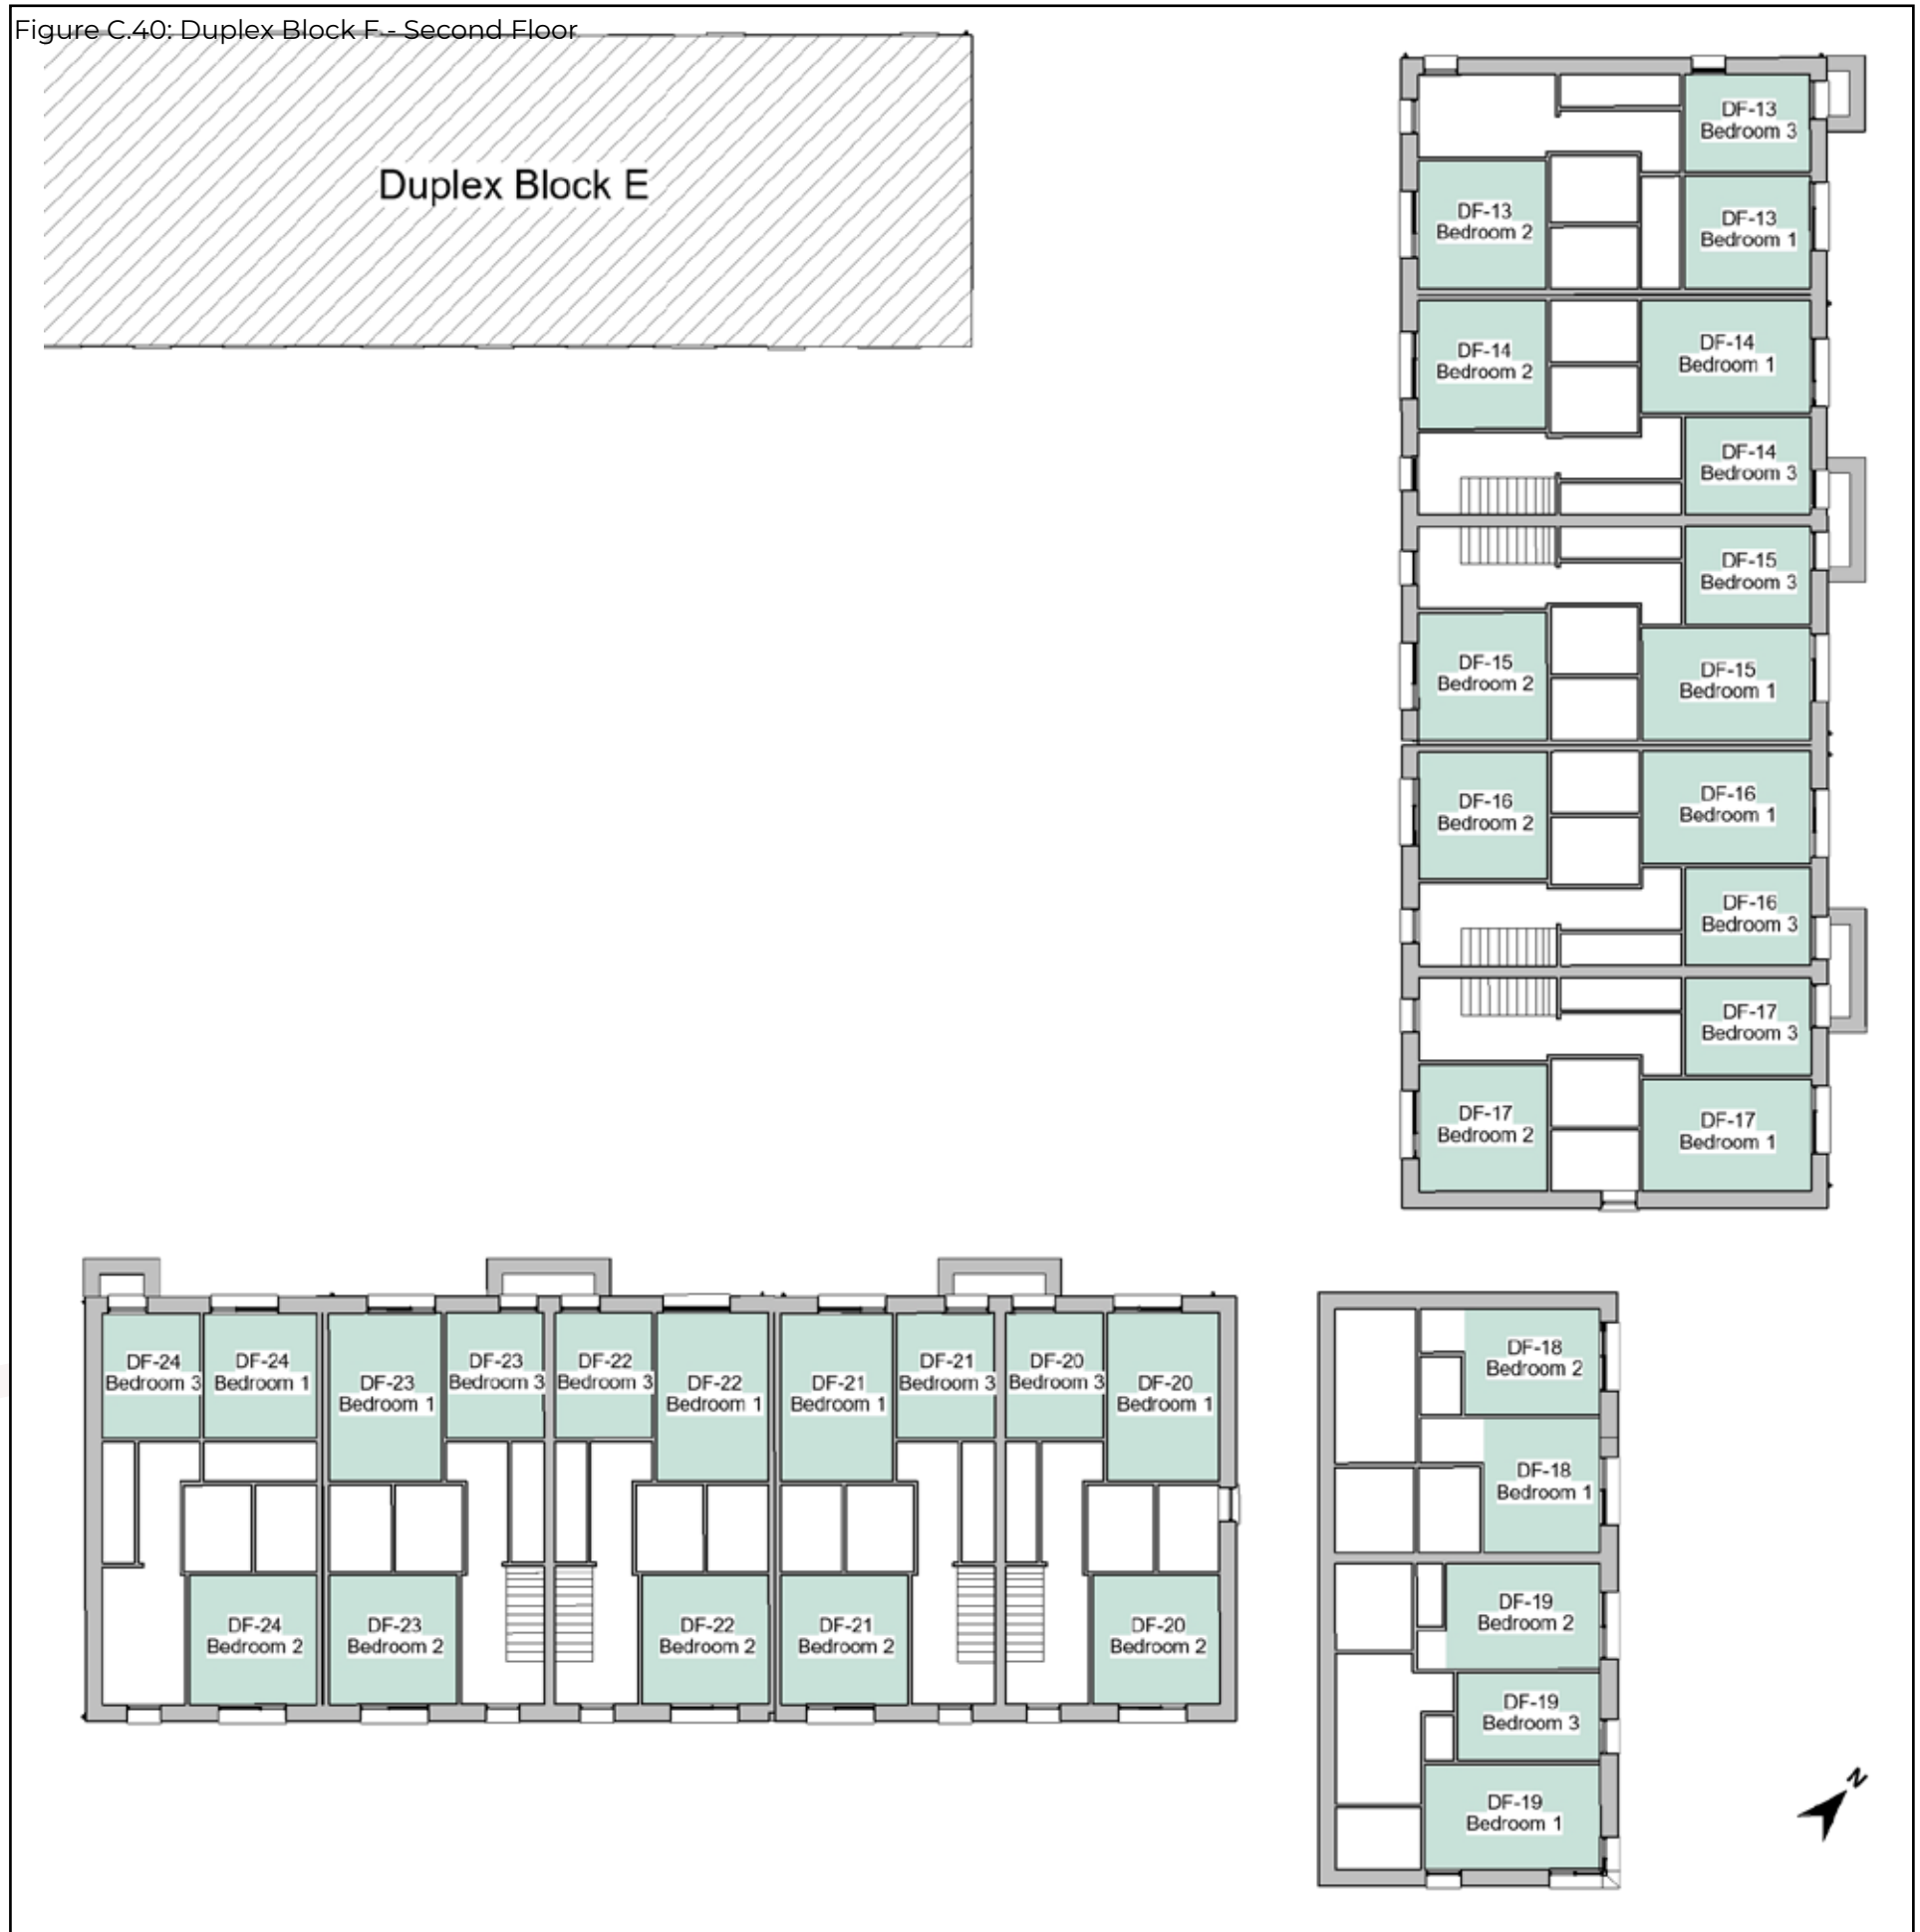 Figure C.40: Duplex Block F - Second Floor
Duplex Block E
DF-13
Bedroom 3
DF-13
Bedroom 2
DF-13
Bedroom 1
DF-14
Bedroom 2
DF-14
Bedroom 1
DF-14
Bedroom 3
DF-15
Bedroom 3
DF-15
Bedroom 2
DF-15
Bedroom 1
DF-16
Bedroom 2
DF-16
Bedroom 1
DF-16
Bedroom 3
DF-17
Bedroom 3
DF-17
Bedroom 2
DF-17
Bedroom 1
DF-24
Bedroom 3
DF-24
Bedroom 1
DF-23
Bedroom 1
DF-23
Bedroom 3
DF-22
Bedroom 3
DF-22
Bedroom 1
DF-21
Bedroom 1
DF-21
Bedroom 3
DF-20
Bedroom 3
DF-20
Bedroom 1
DF-24
Bedroom 2
DF-23
Bedroom 2
DF-22
Bedroom 2
DF-21
Bedroom 2
DF-20
Bedroom 2
DF-18
Bedroom 2
DF-18
Bedroom 1
DF-19
Bedroom 2
DF-19
Bedroom 3
DF-19
Bedroom 1
N